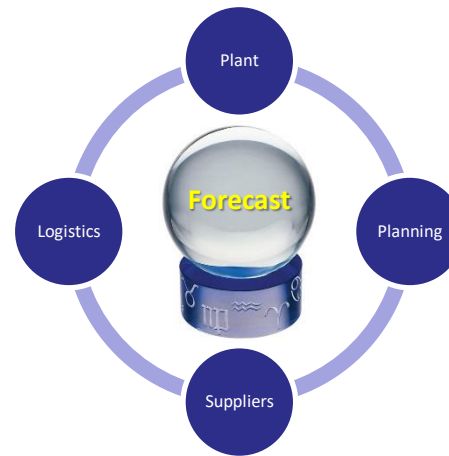 Plant
Logistics
Forecast
Planning
Suppliers